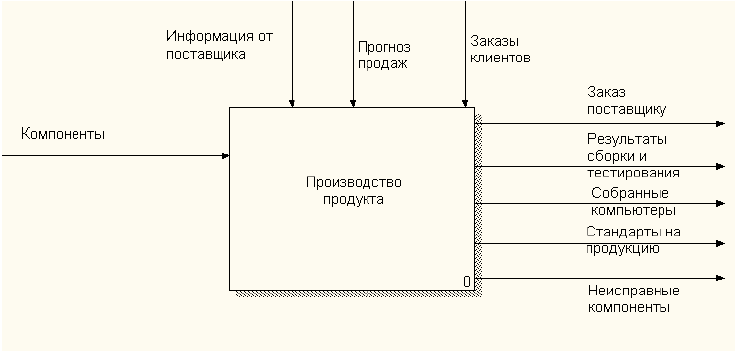 Информация от
поставщика
Прогноз
продаж
Заказы
клиентов
Компоненты
Производство
продукта
0
Заказ
поставщику
Результаты
сборки и
тестирования
Собранные
компьютеры
Стандарты на
продукцию
Неисправные
компоненты